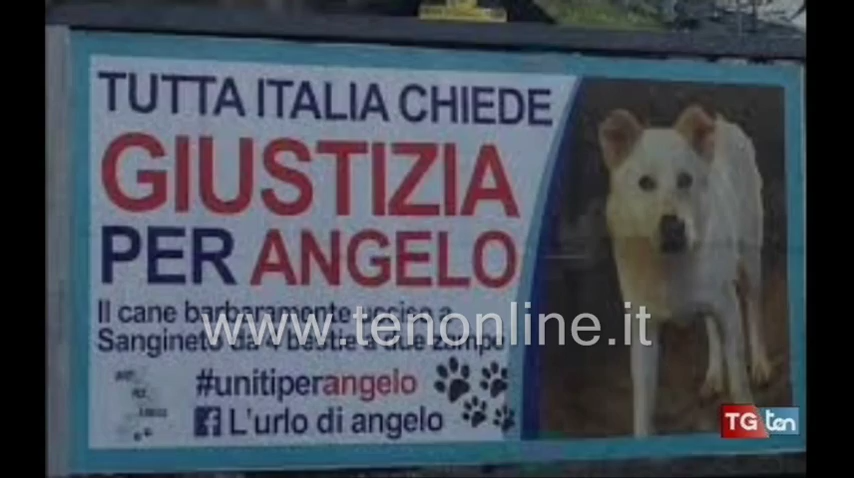 TUTTA ITALIA CHIEDE
GIUSTIZIA
PER ANGELO
Il cane barbaramente ucciso a
www.tenonline.it
Sangineto da 4 bestie a due zampe
#unitiperangelo
L'urlo di angelo
TG ten